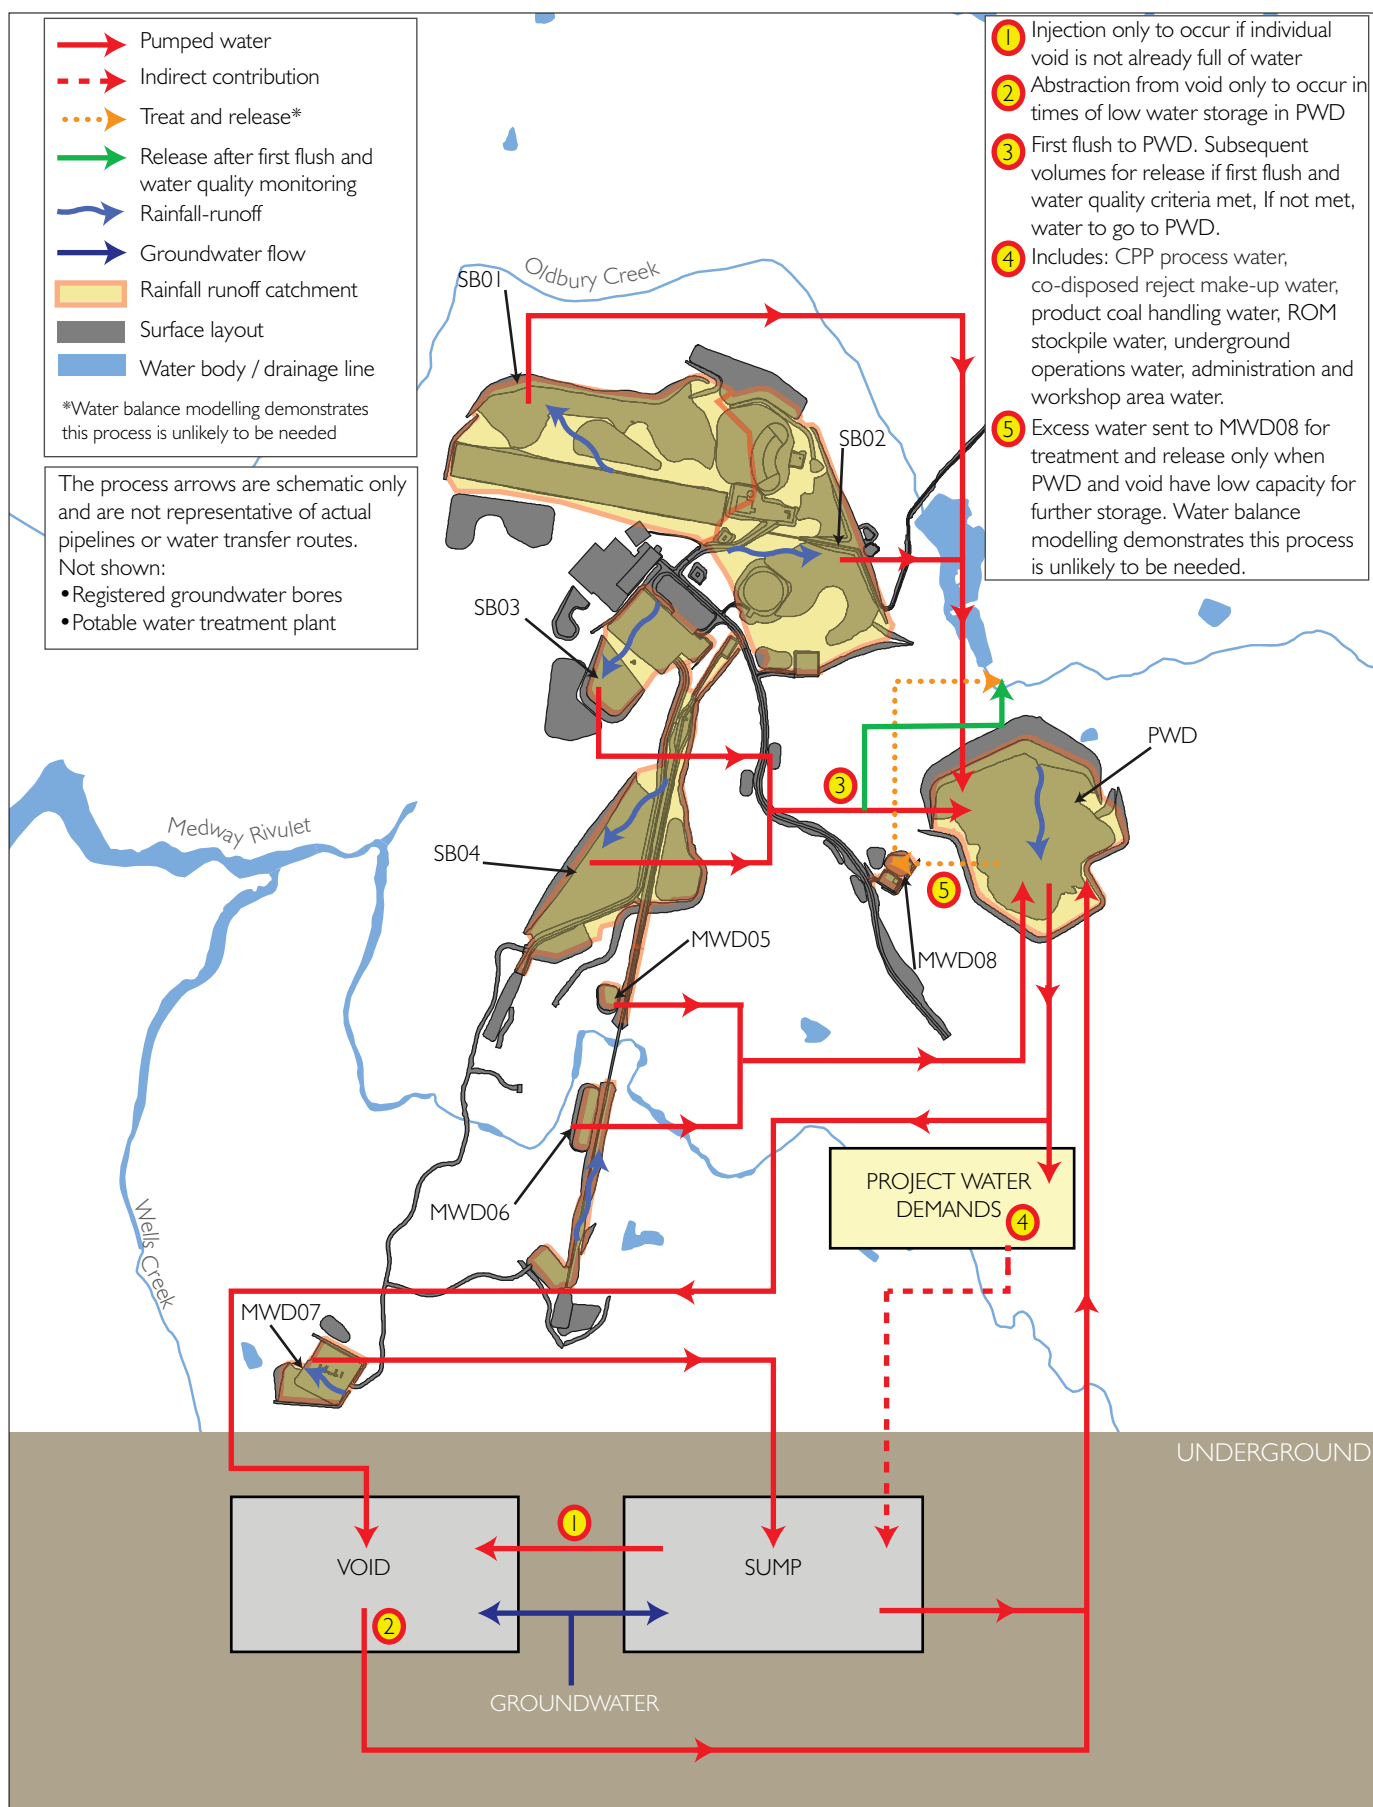 Pumped water
Indirect contribution
Treat and release*
Release after first flush and
water quality monitoring
Rainfall-runoff
Groundwater flow
Rainfall runoff catchment
Surface layout
Water body / drainage line
*Water balance modelling demonstrates
this process is unlikely to be needed
The process arrows are schematic only
and are not representative of actual
pipelines or water transfer routes.
Not shown:
•Registered groundwater bores
•Potable water treatment plant
1 Injection only to occur if individual
void is not already full of water
2 Abstraction from void only to occur in
times of low water storage in PWD
3 First flush to PWD. Subsequent
volumes for release if first flush and
water quality criteria met, If not met,
water to go to PWD.
4 Includes: CPP process water,
co-disposed reject make-up water,
product coal handling water, ROM
stockpile water, underground
operations water, administration and
workshop area water.
5 Excess water sent to MWD08 for
treatment and release only when
PWD and void have low capacity for
further storage. Water balance
modelling demonstrates this process
is unlikely to be needed.
Oldbury Creek
SB01
SB02
SB03
PWD
3
Medway Rivulet
SB04
5
MWD05
MWD08
PROJECT WATER
DEMANDS
4
MWD06
Wells Creek
MWD07
UNDERGROUND
1
VOID
SUMP
2
GROUNDWATER